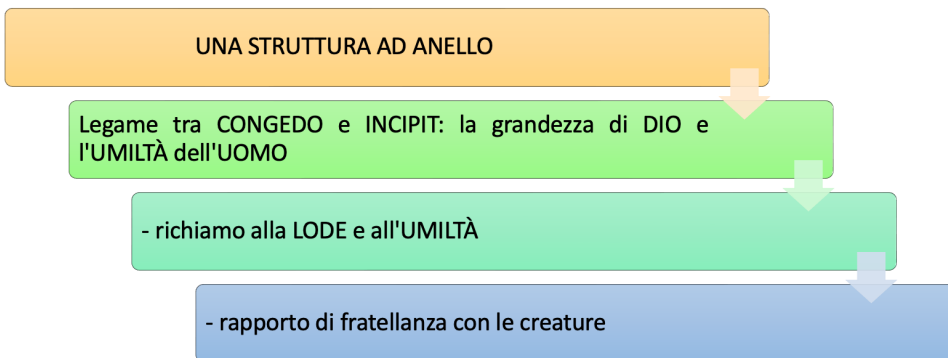 UNA STRUTTURA AD ANELLO
Legame tra CONGEDO e INCIPIT: la grandezza di DIO e
l'UMILTÀ dell'UOMO
- richiamo alla LODE e all'UMILTÀ
- rapporto di fratellanza con le creature